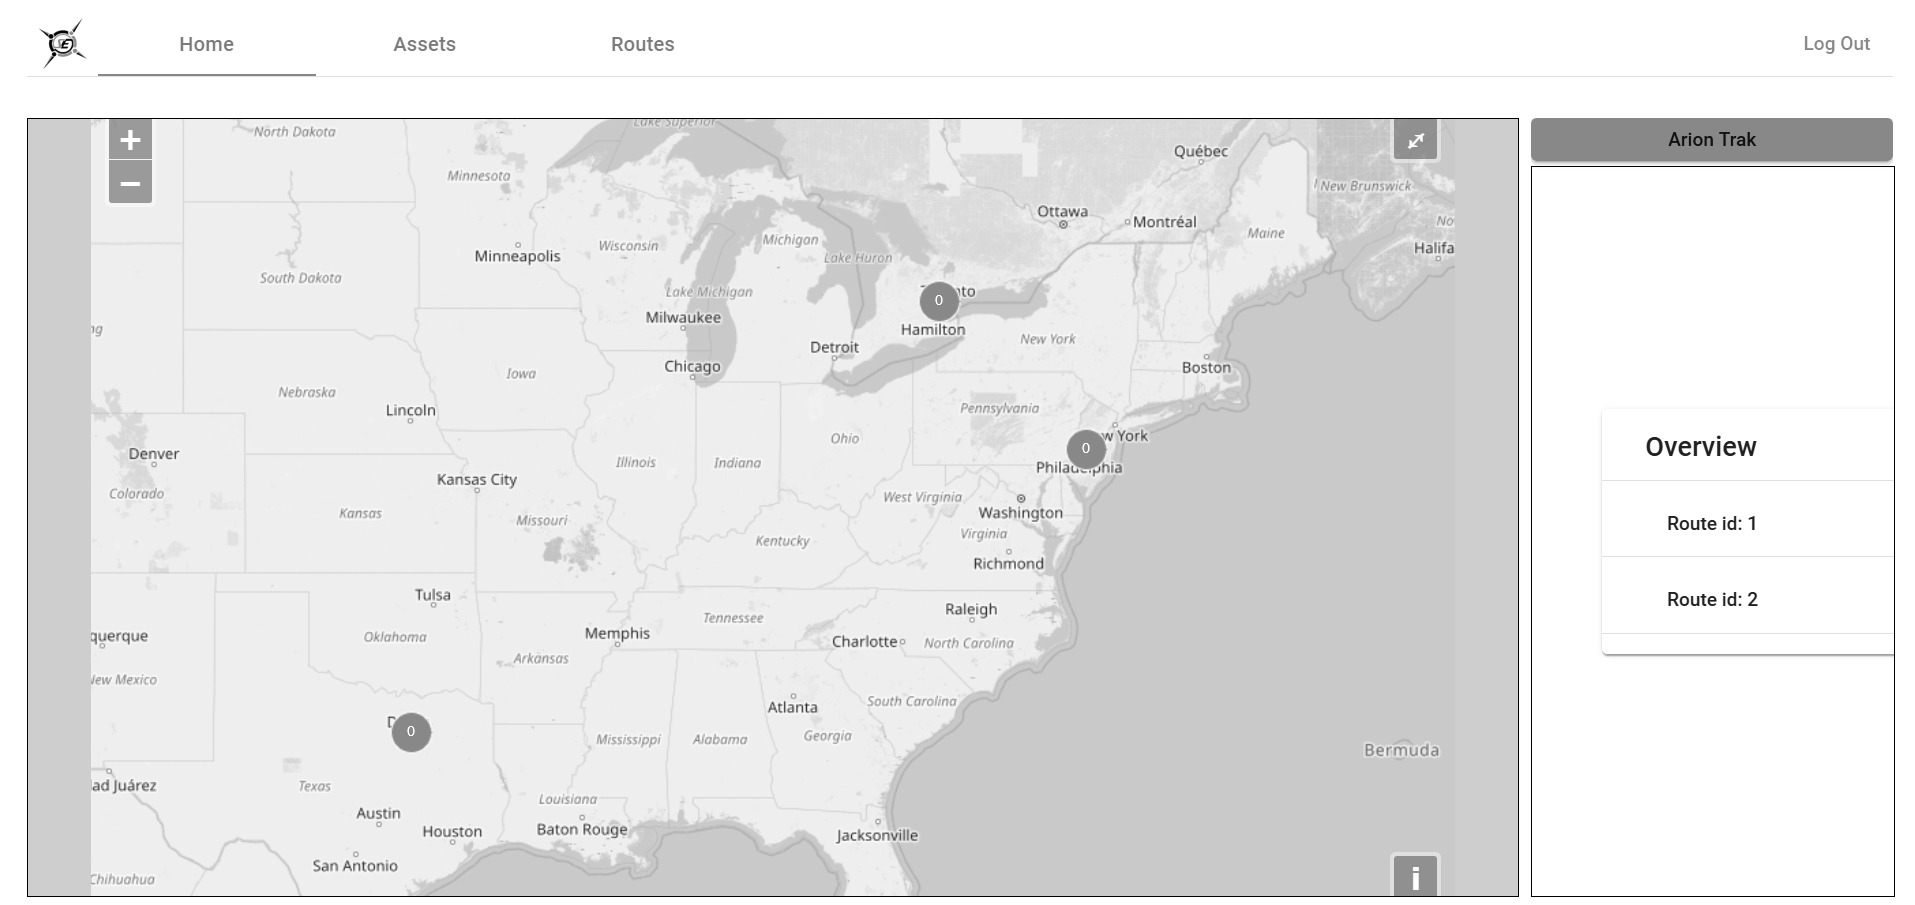 Home Assets Routes Log Out
+
−
Arion Trak
North Dakota
Lake Superior
Québec
Minnesota
New Brunswick
Ottawa
Montréal
No
Minneapolis
Wisconsin
Michigan
Maine
Halifa
South Dakota
Lake Huron
Lake Michigan
0
nto
Milwaukee
Hamilton
ng
Detroit
New York
Chicago
Boston
Iowa
Nebraska
Lincoln
Pennsylvania
Ohio
0
w York
Denver
Illinois
Indiana
Philadelphia
Kansas City
Colorado
West Virginia
Kansas
Missouri
Washington
Kentucky
Virginia
Richmond
Tulsa
Raleigh
Tennessee
querque
Oklahoma
Memphis
Charlotte
North Carolina
Arkansas
New Mexico
South Carolina
Atlanta
D
0
Mississippi
Alabama
Georgia
Bermuda
ad Juárez
Texas
Louisiana
Austin
Houston
Baton Rouge
Jacksonville
San Antonio
Chihuahua
i
Overview
Route id: 1
Route id: 2